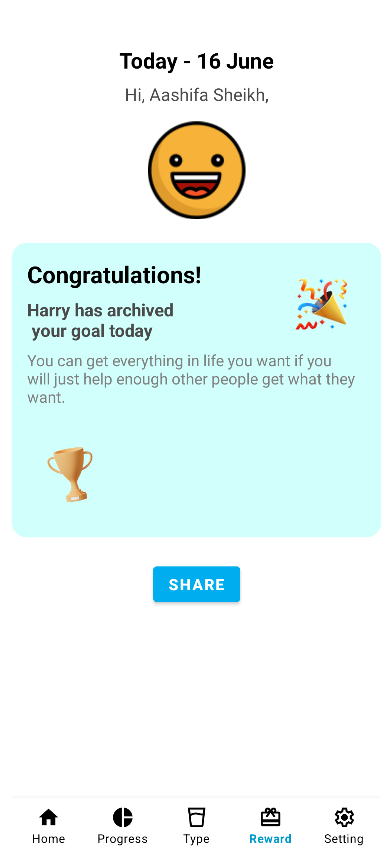 Today - 16 June
Hi, Aashifa Sheikh,
Congratulations!
Harry has archived
your goal today
You can get everything in life you want if you
will just help enough other people get what they
want.
SHARE
Home
Progress
Type
Reward
Setting